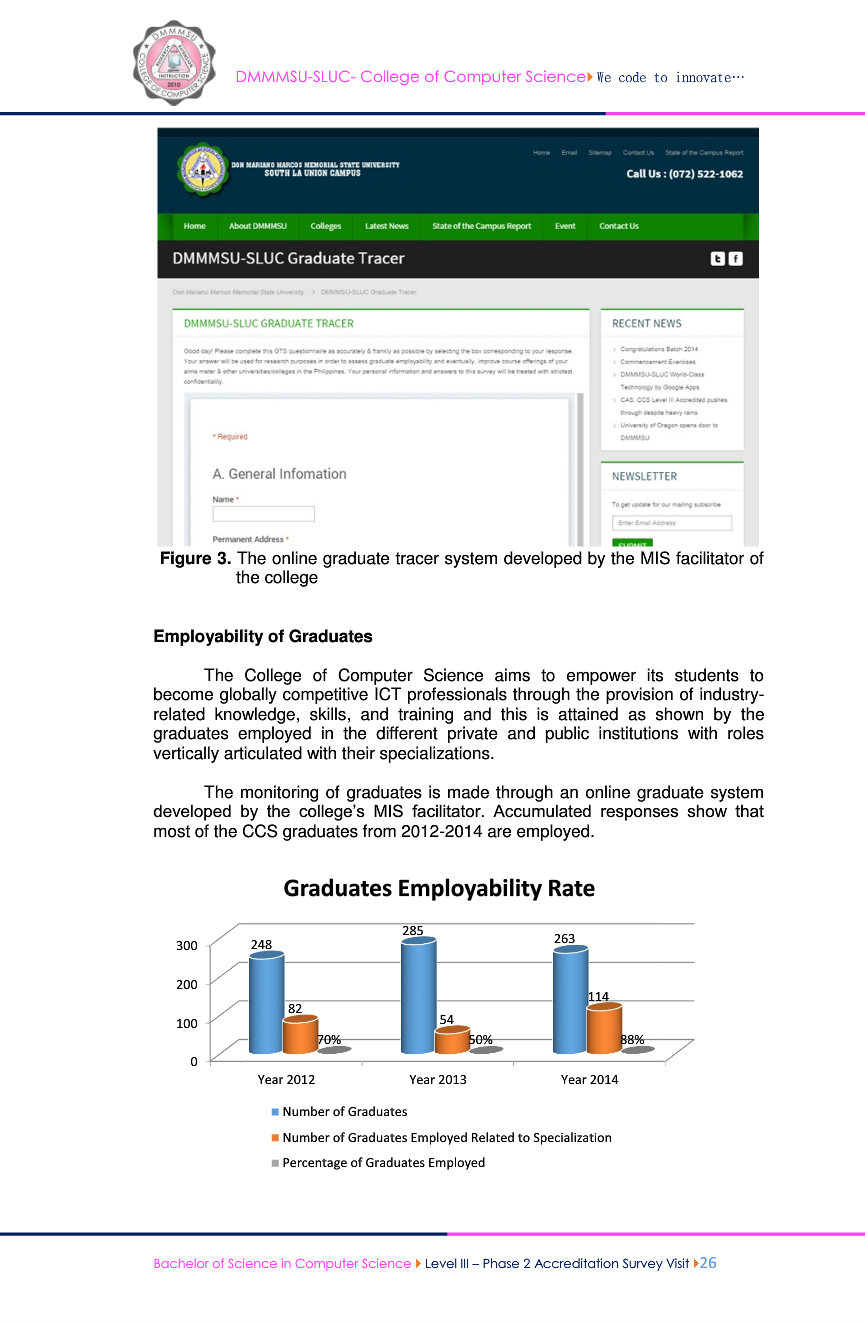 DMMMSU
RESEARCH
EXTENSION
INSTRUCTION
2010
COLLEGE OF COMPUTER SCIENCE
DMMMSU-SLUC- College of Computer Science We code to innovate…
DON MARIANO MARCOS MEMORIAL STATE UNIVERSITY
SOUTH LA UNION CAMPUS
Home Email Sitemap Contact Us State of the Campus Report
Call Us : (072) 522-1062
Home About DMMMSU Colleges Latest News State of the Campus Report Event Contact Us
DMMMSU-SLUC Graduate Tracer
Don Mariano Marcos Memorial State University > DMMMSU-SLUC Graduate Tracer
DMMMSU-SLUC GRADUATE TRACER
Good day! Please complete this GTS questionnaire as accurately & frankly as possible by selecting the box corresponding to your response.
Your answer will be used for research purposes in order to assess graduate employability and eventually, improve course offerings of your
alma mater & other universities/colleges in the Philippines. Your personal information and answers to this survey will be treated with strictest
confidentiality.
* Required
A. General Infomation
Name *
Permanent Address *
RECENT NEWS
> Congratulations Batch 2014
> Commencement Exercises
> DMMMSU-SLUC World-Class
Technology by Google Apps
> CAS, CCS Level III Accredited pushes
through despite heavy rains
> University of Oregon opens door to
DMMMSU
NEWSLETTER
To get update for our mailing subscribe
Enter Email Address
SUBMIT
Figure 3. The online graduate tracer system developed by the MIS facilitator of
the college
Employability of Graduates
The College of Computer Science aims to empower its students to
become globally competitive ICT professionals through the provision of industry-
related knowledge, skills, and training and this is attained as shown by the
graduates employed in the different private and public institutions with roles
vertically articulated with their specializations.
The monitoring of graduates is made through an online graduate system
developed by the college's MIS facilitator. Accumulated responses show that
most of the CCS graduates from 2012-2014 are employed.
Graduates Employability Rate
300
200
100
0
248
82
70%
285
54
50%
263
114
88%
Year 2012 Year 2013 Year 2014
Number of Graduates
Number of Graduates Employed Related to Specialization
Percentage of Graduates Employed
Bachelor of Science in Computer Science Level III – Phase 2 Accreditation Survey Visit 26